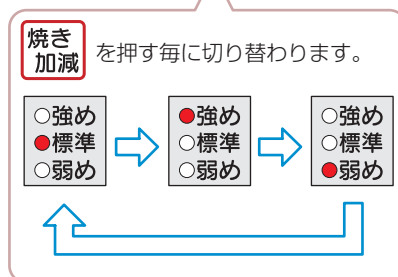 焼き
加減
を押す毎に切り替わります。
○強め
●標準
○弱め
●強め
○標準
○弱め
○強め
○標準
●弱め